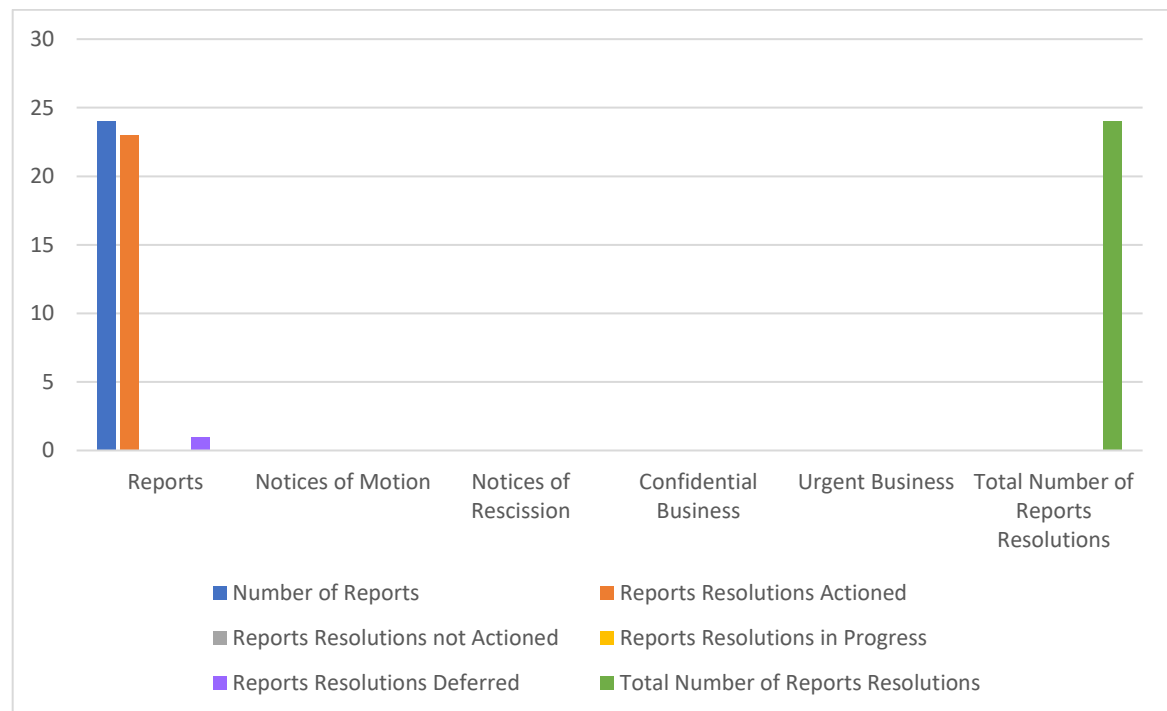 30
25
20
15
10
5
0
Reports
Notices of Motion
Notices of
Rescission
Confidential
Business
Urgent Business
Total Number of
Reports
Resolutions
Number of Reports
Reports Resolutions Actioned
Reports Resolutions not Actioned
Reports Resolutions in Progress
Reports Resolutions Deferred
Total Number of Reports Resolutions